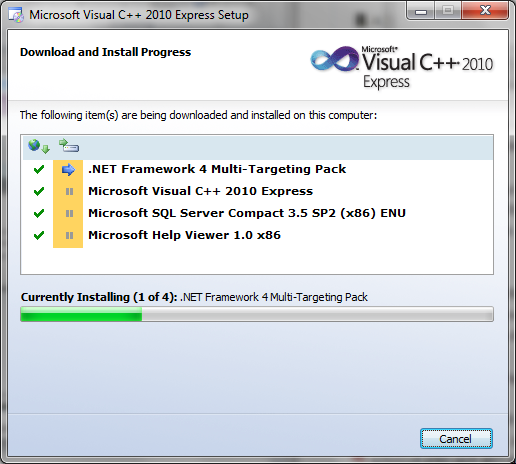 Microsoft Visual C++ 2010 Express Setup
Download and Install Progress
Microsoft®
Visual C++ 2010
Express
The following item(s) are being downloaded and installed on this computer:
.NET Framework 4 Multi-Targeting Pack
Microsoft Visual C++ 2010 Express
Microsoft SQL Server Compact 3.5 SP2 (x86) ENU
Microsoft Help Viewer 1.0 x86
Currently Installing (1 of 4): .NET Framework 4 Multi-Targeting Pack
Cancel